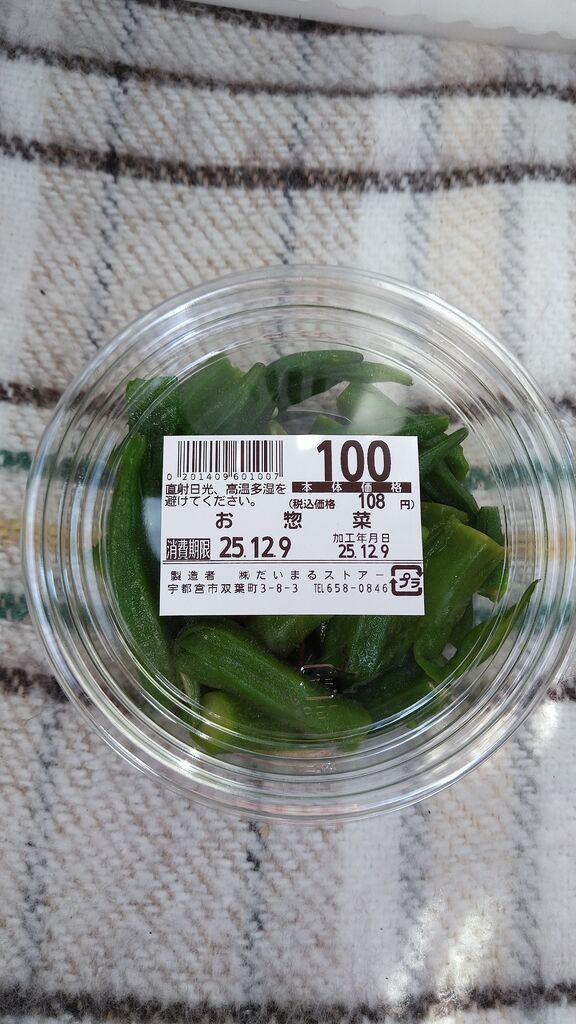 100
0 201409 601007
本体価格
直射日光、高温多湿を
避けてください。
(税込価格 108 円)
お惣菜
消費期限 25.12.9
加工年月日
25.12.9
製造者 ㈱だいまるストアー
宇都宮市双葉町3-8-3 TEL658-0846
プラ